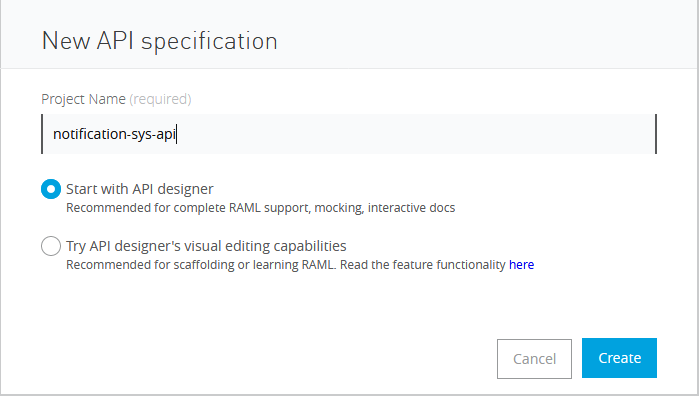 New API specification
Project Name (required)
notification-sys-api
Start with API designer
Recommended for complete RAML support, mocking, interactive docs
Try API designer's visual editing capabilities
Recommended for scaffolding or learning RAML. Read the feature functionality here
Cancel
Create